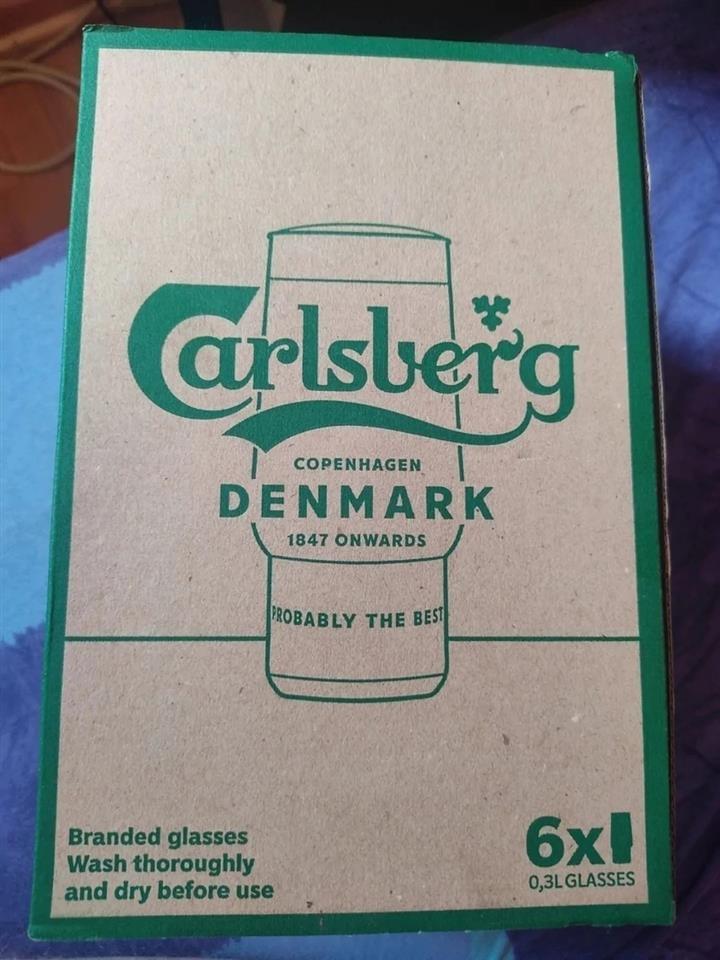 Carlsberg
COPENHAGEN
DENMARK
1847 ONWARDS
PROBABLY THE BEST
Branded glasses
Wash thoroughly
and dry before use
6x
0,3L GLASSES